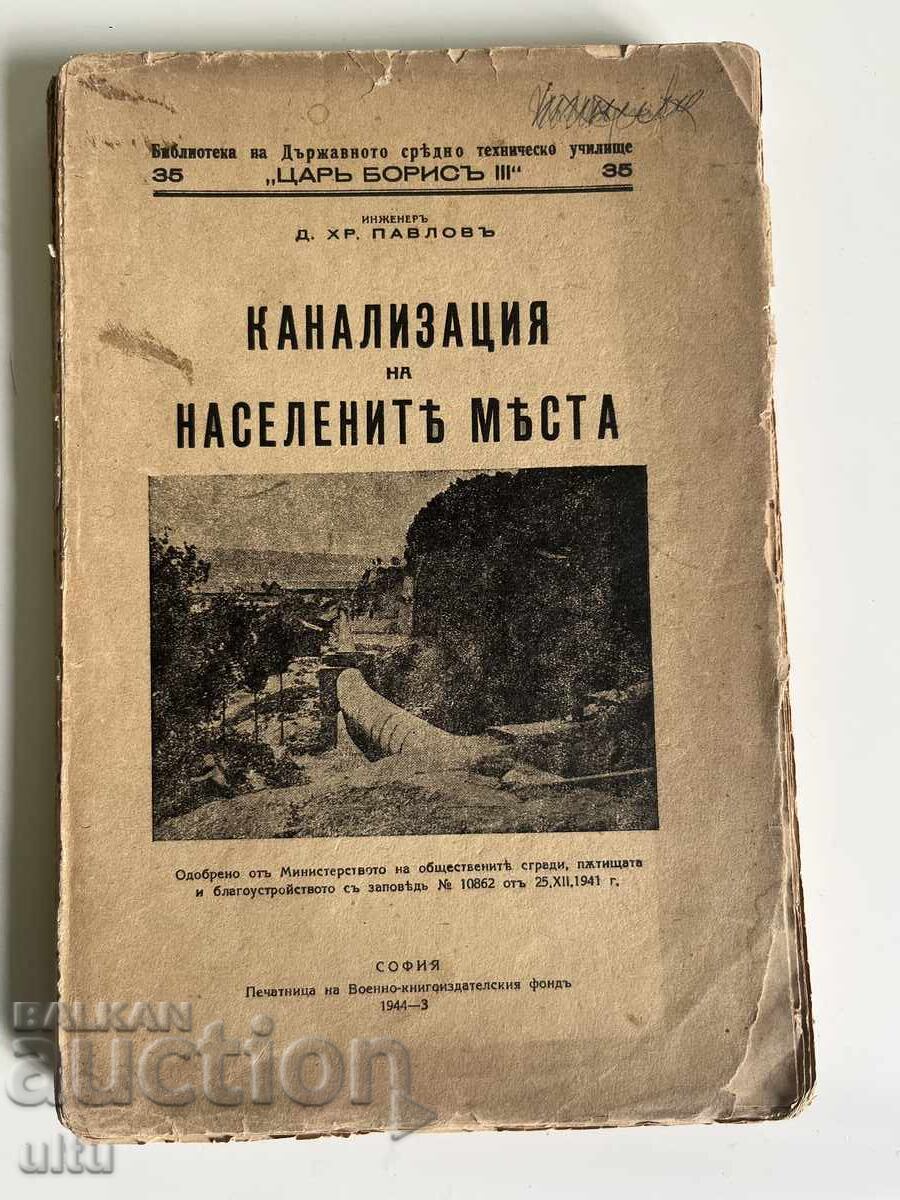 Библиотека на Държавното срѣдно техническо училище
35 „ЦАРЬ БОРИСЪ III" 35
ИНЖЕНЕРЪ
Д. ХР. ПАВЛОВЪ
КАНАЛИЗАЦИЯ
НА
НАСЕЛЕНИТѢ МѢСТА
Одобрено отъ Министерството на общественитѣ сгради, пѫтищата
и благоустройството съ заповѣдь № 10862 отъ 25.XII.1941 г.
СОФИЯ
Печатница на Военно-книгоиздателския фондъ
1944—3
BALKAN
auction
ultu